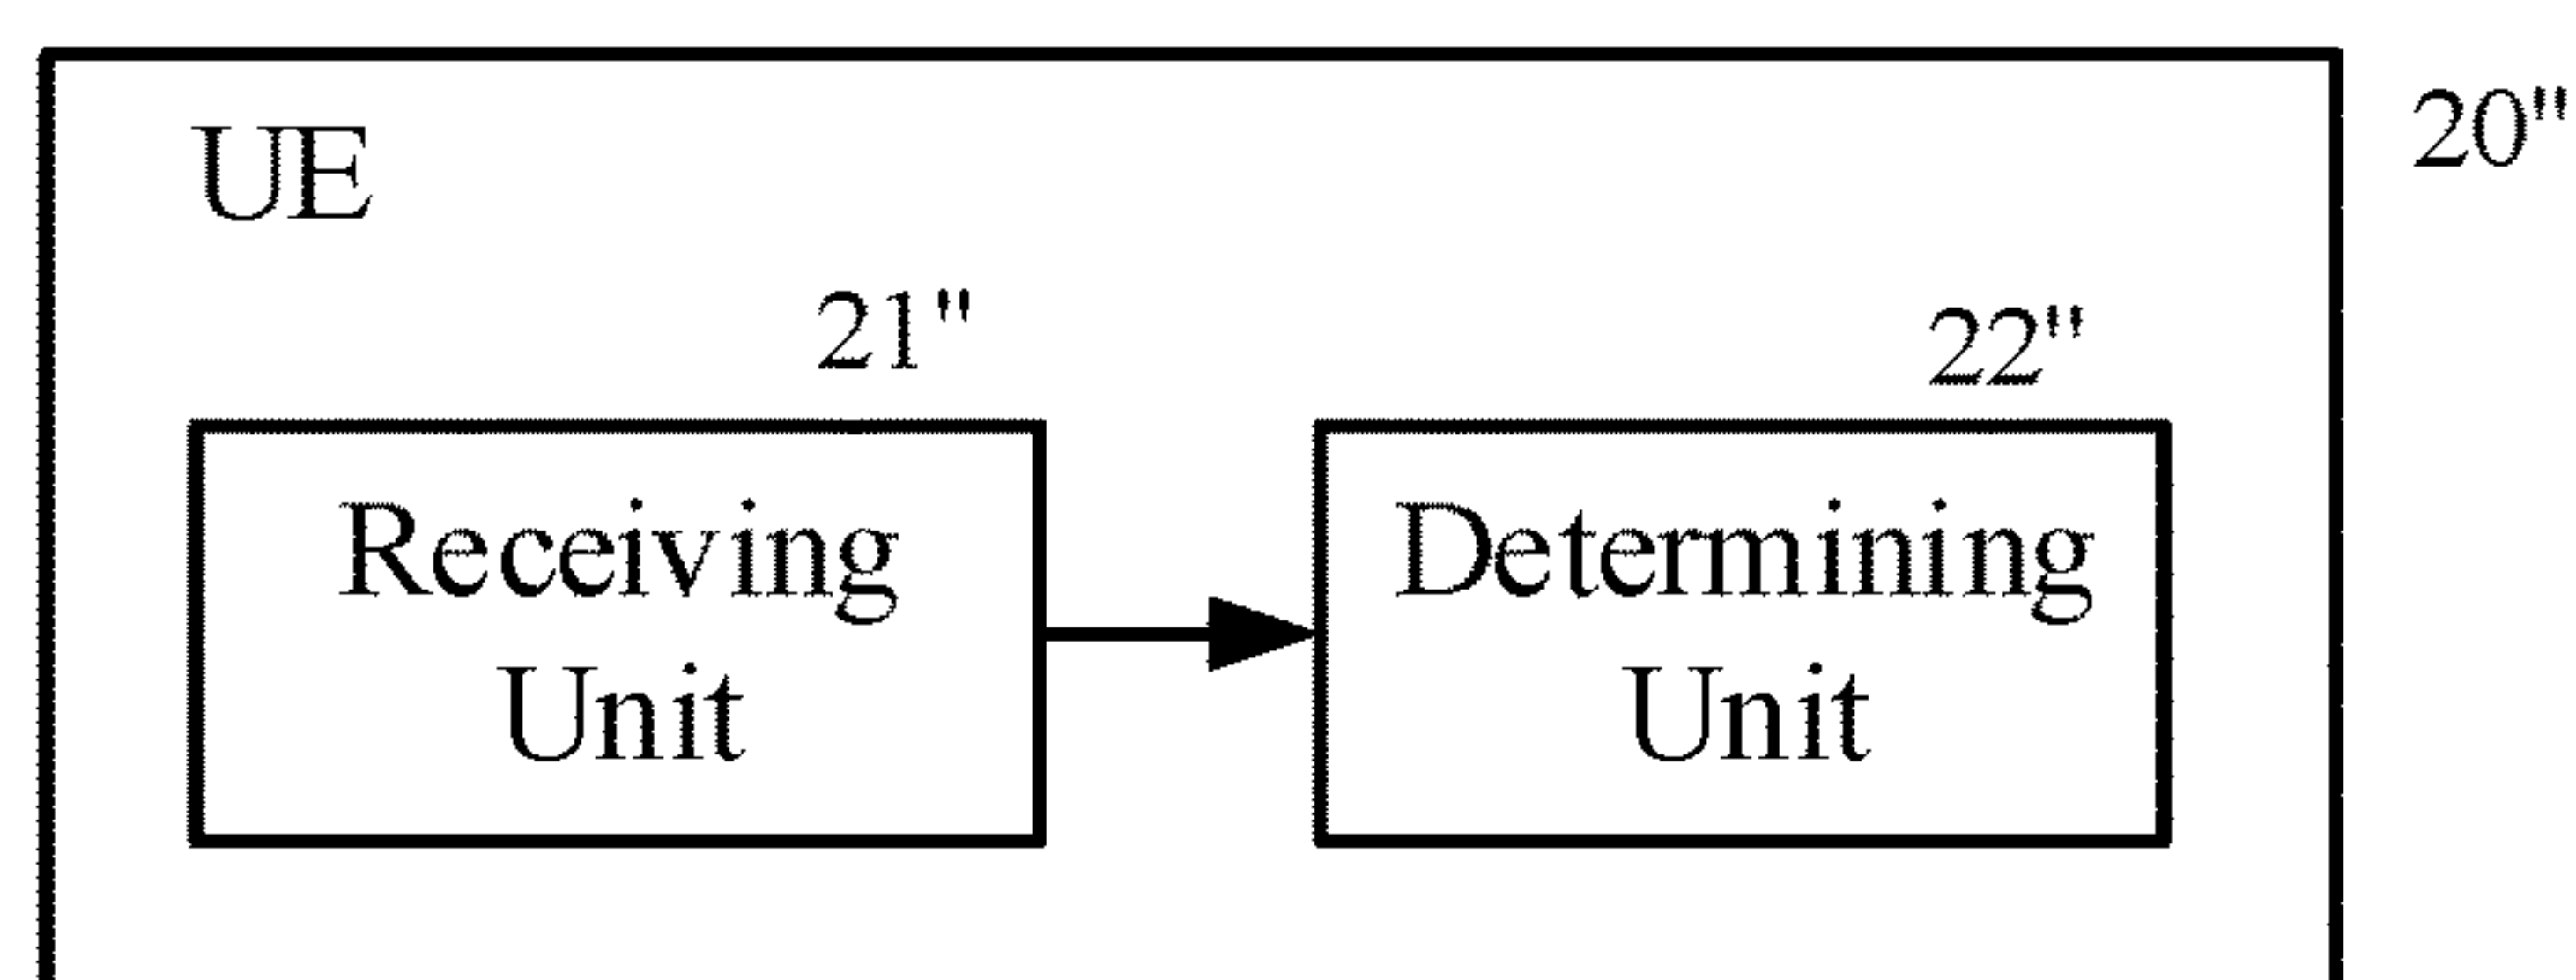 UE
20"
21"
22"
Receiving
Unit
Determining
Unit